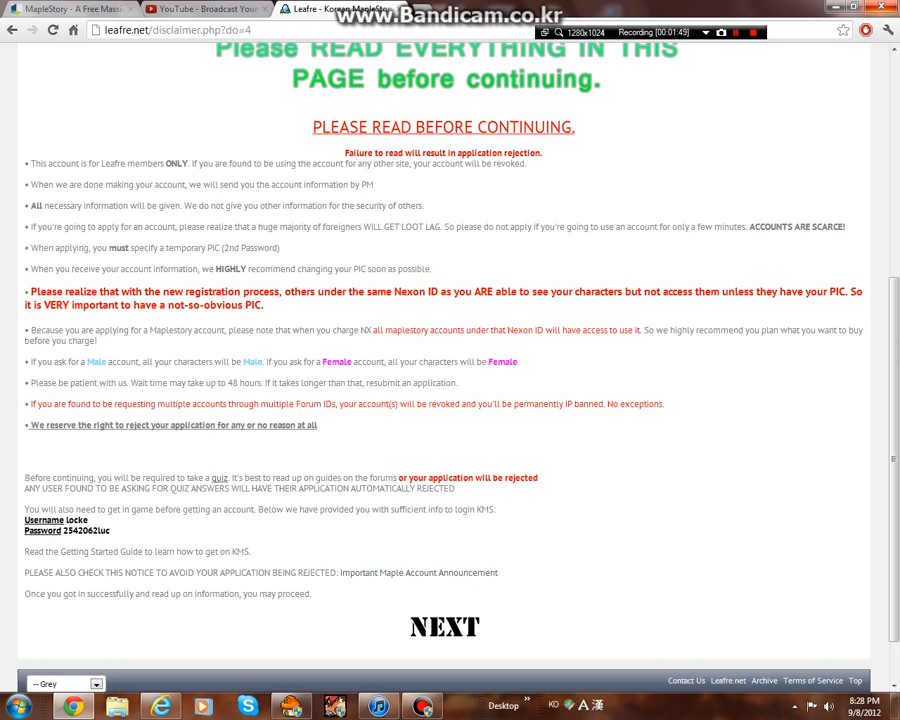 MapleStory - A Free Massi
YouTube - Broadcast Your
Leafre - Korean MapleStor
www.Bandicam.co.kr
leafre.net/disclaimer.php?do=4
1280x1024
Recording [00:01:49]
Please READ EVERYTHING IN THIS
PAGE before continuing.
PLEASE READ BEFORE CONTINUING.
Failure to read will result in application rejection.
• This account is for Leafre members ONLY. If you are found to be using the account for any other site, your account will be revoked.
• When we are done making your account, we will send you the account information by PM
• All necessary information will be given. We do not give you other information for the security of others.
• If you're going to apply for an account, please realize that a huge majority of foreigners WILL GET LOOT LAG. So please do not apply if you're going to use an account for only a few minutes. ACCOUNTS ARE SCARCE!
• When applying, you must specify a temporary PIC (2nd Password)
• When you receive your account information, we HIGHLY recommend changing your PIC soon as possible.
• Please realize that with the new registration process, others under the same Nexon ID as you ARE able to see your characters but not access them unless they have your PIC. So
it is VERY important to have a not-so-obvious PIC.
• Because you are applying for a Maplestory account, please note that when you charge NX all maplestory accounts under that Nexon ID will have access to use it. So we highly recommend you plan what you want to buy
before you charge!
• If you ask for a Male account, all your characters will be Male. If you ask for a Female account, all your characters will be Female
• Please be patient with us. Wait time may take up to 48 hours. If it takes longer than that, resubmit an application.
• If you are found to be requesting multiple accounts through multiple Forum IDs, your account(s) will be revoked and you'll be permanently IP banned. No exceptions.
• We reserve the right to reject your application for any or no reason at all
Before continuing, you will be required to take a quiz. It's best to read up on guides on the forums or your application will be rejected
ANY USER FOUND TO BE ASKING FOR QUIZ ANSWERS WILL HAVE THEIR APPLICATION AUTOMATICALLY REJECTED
You will also need to get in game before getting an account. Below we have provided you with sufficient info to login KMS:
Username locke
Password 2542062luc
Read the Getting Started Guide to learn how to get on KMS.
PLEASE ALSO CHECK THIS NOTICE TO AVOID YOUR APPLICATION BEING REJECTED: Important Maple Account Announcement
Once you got in successfully and read up on information, you may proceed.
NEXT
-- Grey
Contact Us Leafre.net Archive Terms of Service Top
Desktop
KO
A 漢
8:28 PM
9/8/2012